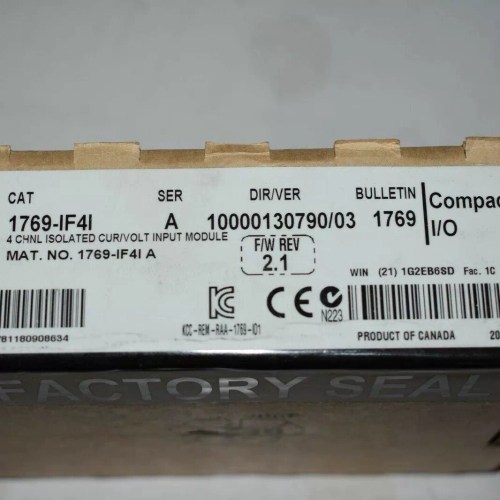 CAT SER DIR/VER BULLETIN
1769-IF4I A 10000130790/03 1769
Compac
I/O
4 CHNL ISOLATED CUR/VOLT INPUT MODULE
MAT. NO. 1769-IF4I A
F/W REV
2.1
WIN (21) 1G2EB6SD Fac. 1C
N223
KCC-REM-RAA-1769-ID1
781180908634
PRODUCT OF CANADA 20
FACTORY SEAL